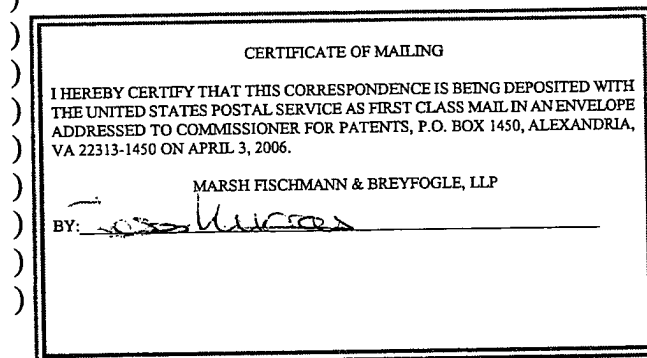 CERTIFICATE OF MAILING
I HEREBY CERTIFY THAT THIS CORRESPONDENCE IS BEING DEPOSITED WITH
THE UNITED STATES POSTAL SERVICE AS FIRST CLASS MAIL IN AN ENVELOPE
ADDRESSED TO COMMISSIONER FOR PATENTS, P.O. BOX 1450, ALEXANDRIA,
VA 22313-1450 ON APRIL 3, 2006.
MARSH FISCHMANN & BREYFOGLE, LLP
BY:
)
)
)
)
)
)
)
)
)